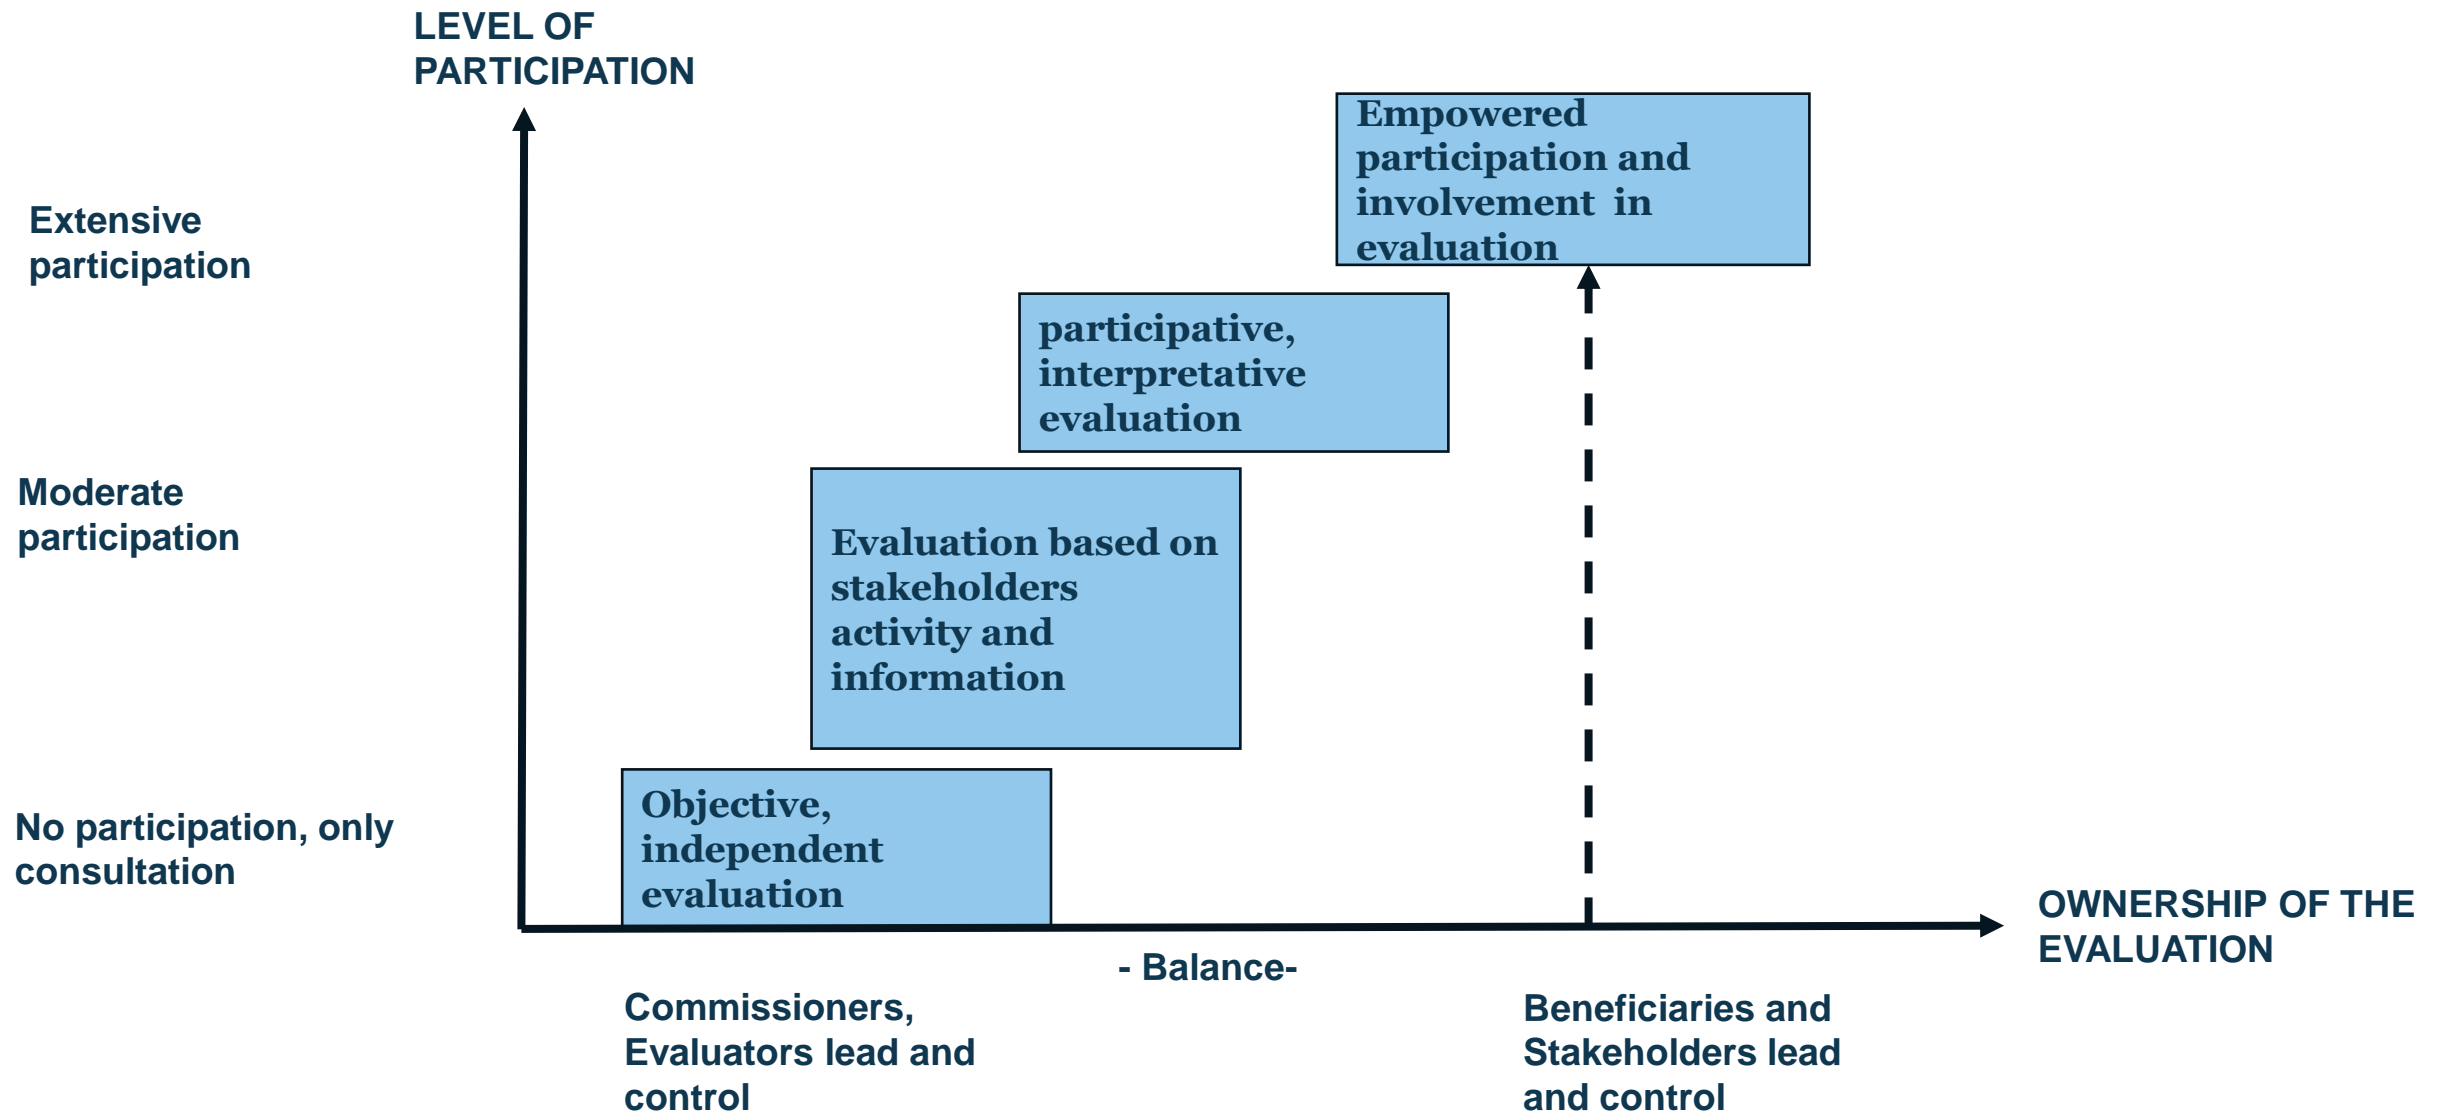 LEVEL OF
PARTICIPATION
Empowered
participation and
involvement  in
evaluation
Extensive
participation
participative,
interpretative
evaluation
Moderate
participation
Evaluation based on
stakeholders
activity and
information
Objective,
independent
evaluation
No participation, only
consultation
OWNERSHIP OF THE
EVALUATION
- Balance-
Commissioners,
Evaluators lead and
control
Beneficiaries and
Stakeholders lead
and control